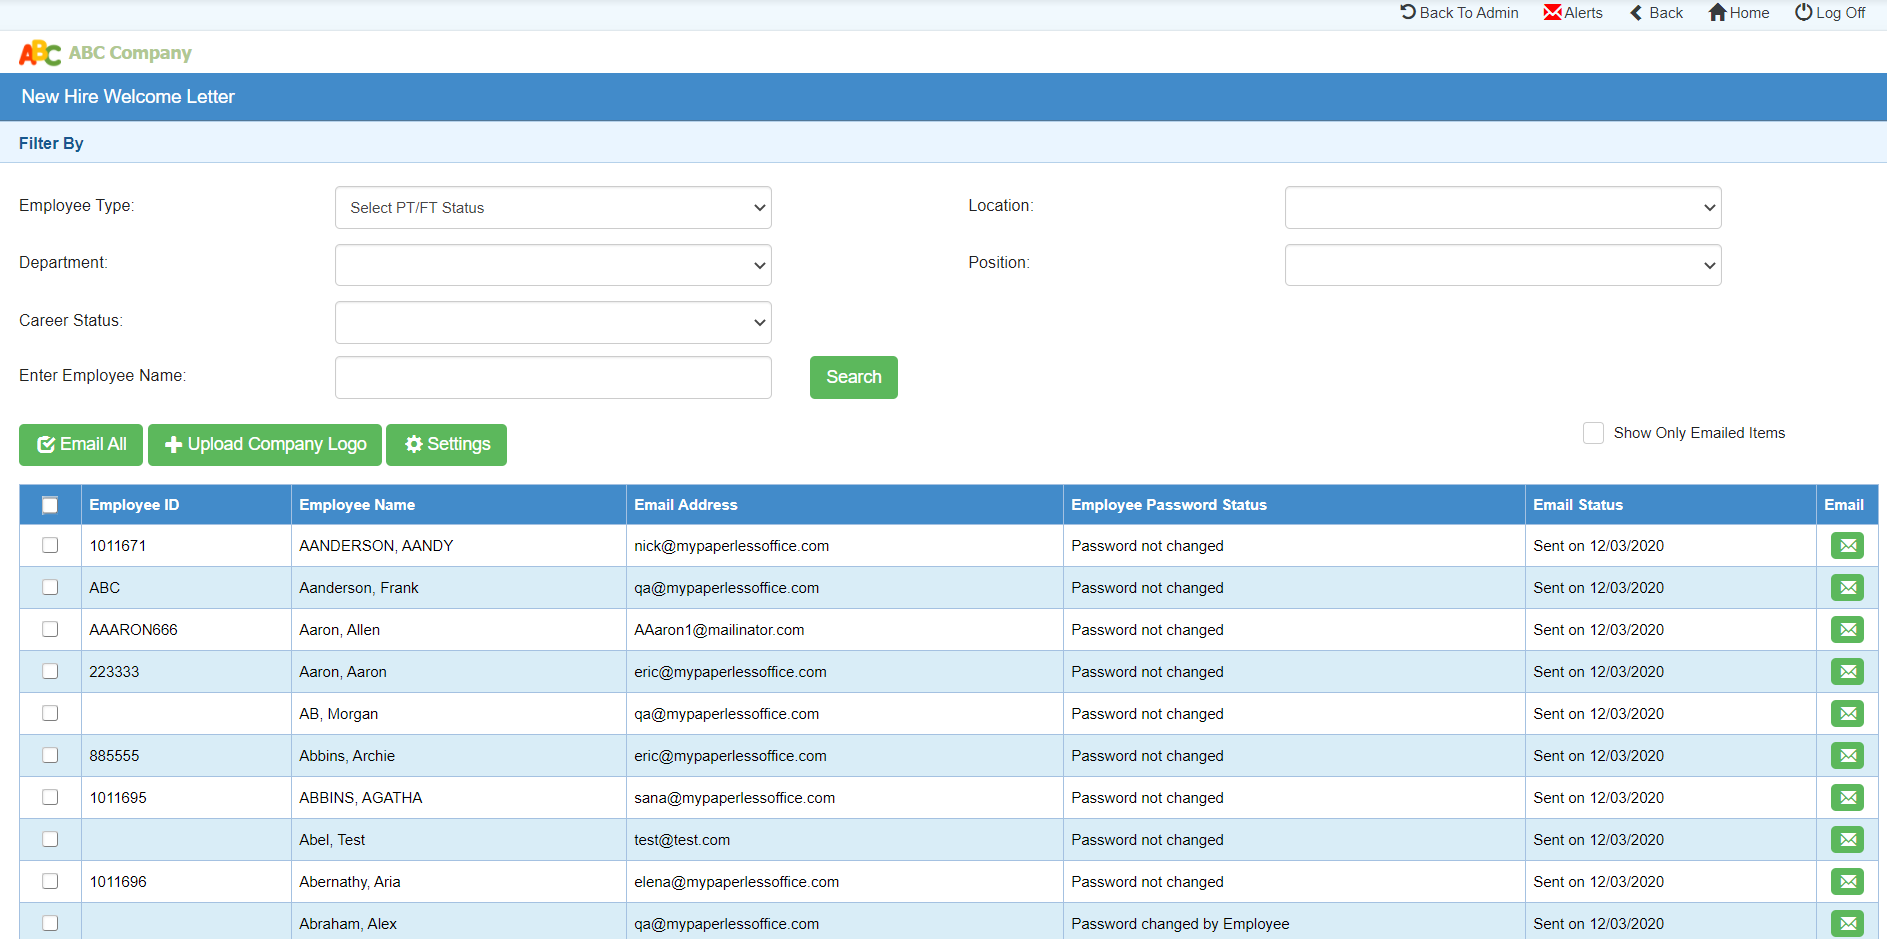 Back To Admin Alerts Back Home Log Off
ABC ABC Company
New Hire Welcome Letter
Filter By
Employee Type: Select PT/FT Status Location:
Department: Position:
Career Status:
Enter Employee Name: Search
Email All Upload Company Logo Settings Show Only Emailed Items
Employee ID Employee Name Email Address Employee Password Status Email Status Email
1011671 AANDERSON, AANDY nick@mypaperlessoffice.com Password not changed Sent on 12/03/2020
ABC Aanderson, Frank qa@mypaperlessoffice.com Password not changed Sent on 12/03/2020
AAARON666 Aaron, Allen AAaron1@mailinator.com Password not changed Sent on 12/03/2020
223333 Aaron, Aaron eric@mypaperlessoffice.com Password not changed Sent on 12/03/2020
AB, Morgan qa@mypaperlessoffice.com Password not changed Sent on 12/03/2020
885555 Abbins, Archie eric@mypaperlessoffice.com Password not changed Sent on 12/03/2020
1011695 ABBINS, AGATHA sana@mypaperlessoffice.com Password not changed Sent on 12/03/2020
Abel, Test test@test.com Password not changed Sent on 12/03/2020
1011696 Abernathy, Aria elena@mypaperlessoffice.com Password not changed Sent on 12/03/2020
Abraham, Alex qa@mypaperlessoffice.com Password changed by Employee Sent on 12/03/2020